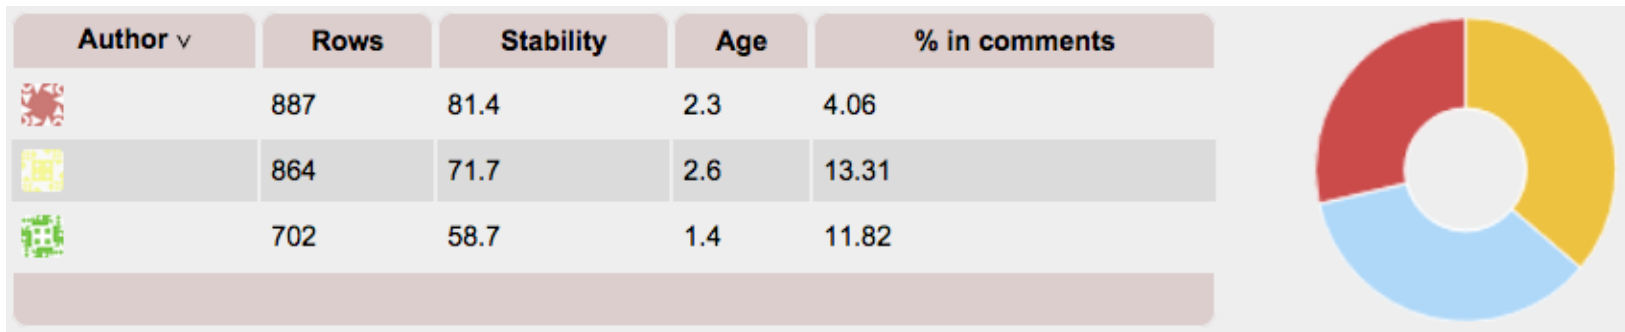 Author ∨ Rows Stability Age % in comments
887 81.4 2.3 4.06
864 71.7 2.6 13.31
702 58.7 1.4 11.82